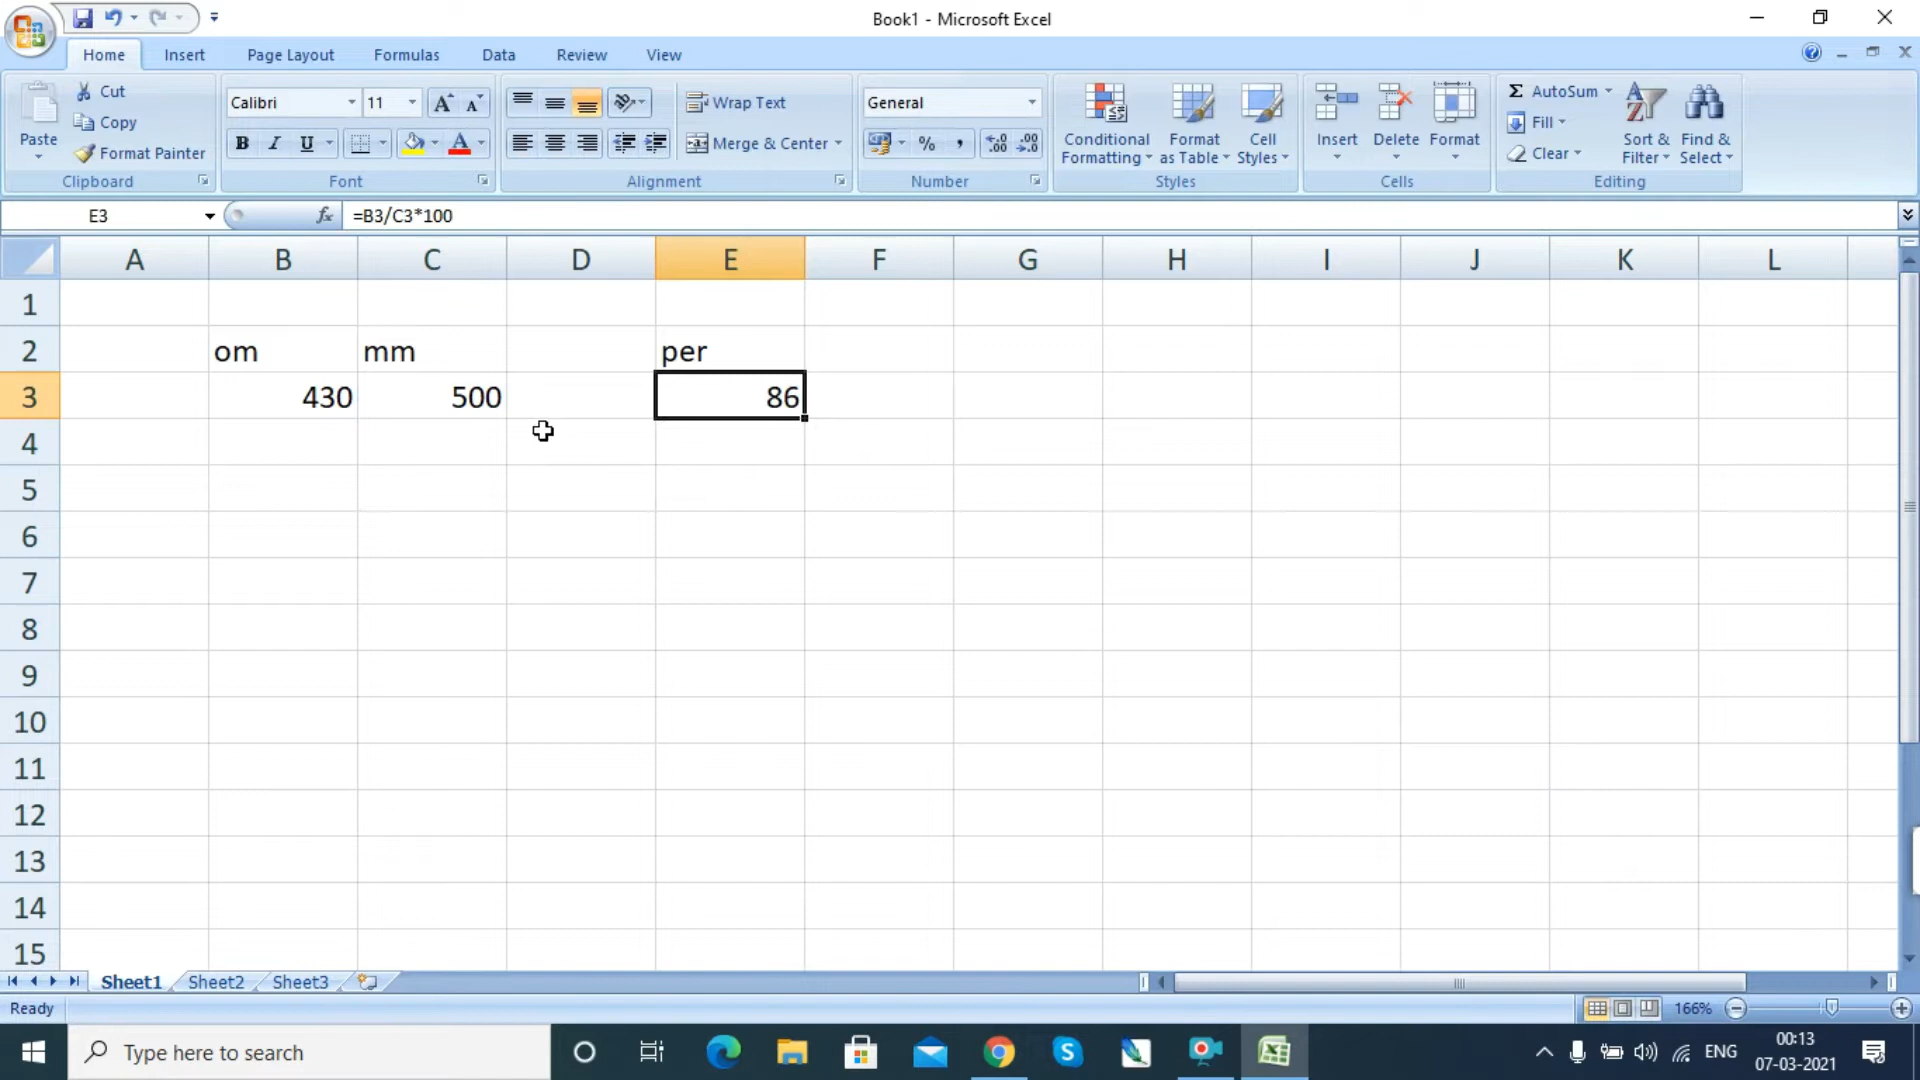 Book1 - Microsoft Excel
Home Insert Page Layout Formulas Data Review View
Paste
Cut
Copy
Format Painter
Clipboard
Calibri 11
B I U
Font
Wrap Text
Merge & Center
Alignment
General
% ,
Number
Conditional Formatting
Format as Table
Cell Styles
Styles
Insert
Delete
Format
Cells
Σ AutoSum
Fill
Clear
Sort & Filter
Find & Select
Editing
E3 fx =B3/C3*100
A B C D E F G H I J K L
1
2 om mm per
3 430 500 86
4
5
6
7
8
9
10
11
12
13
14
15
Sheet1 Sheet2 Sheet3
Ready 166%
Type here to search
ENG
00:13
07-03-2021